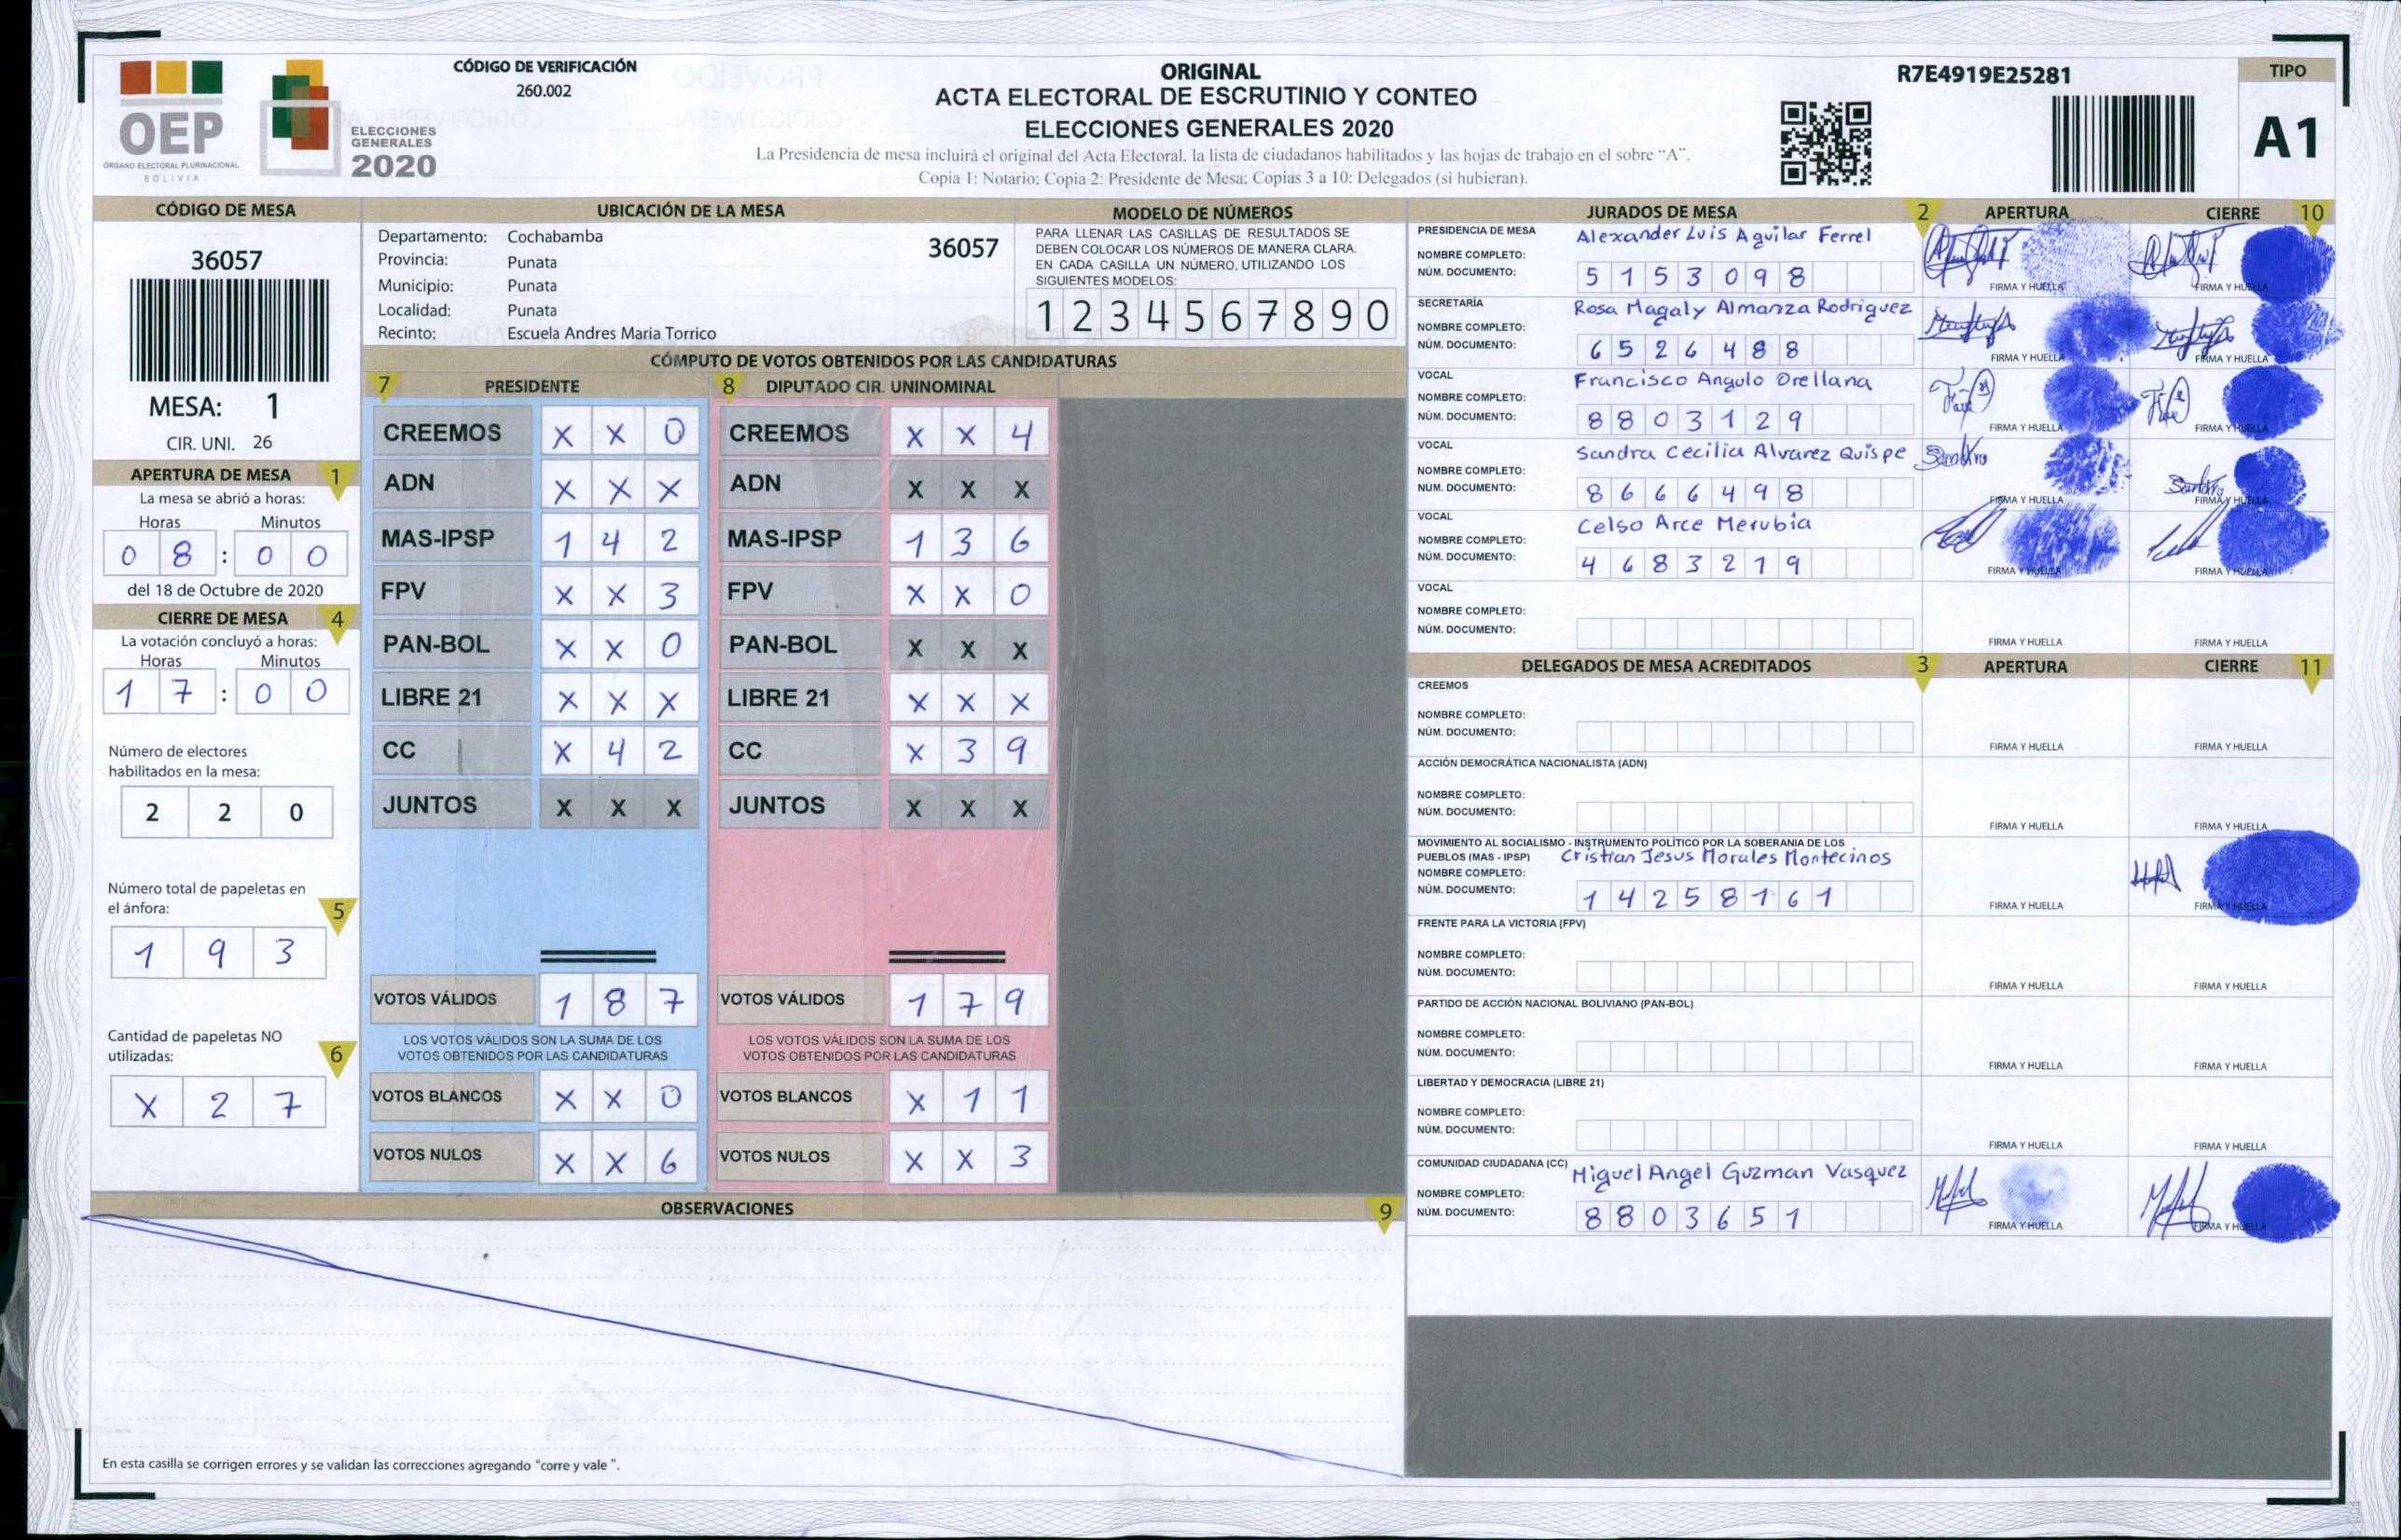 OEP
ÓRGANO ELECTORAL PLURINACIONAL
BOLIVIA
ELECCIONES
GENERALES
2020
CÓDIGO DE VERIFICACIÓN
260.002
ORIGINAL
ACTA ELECTORAL DE ESCRUTINIO Y CONTEO
ELECCIONES GENERALES 2020
La Presidencia de mesa incluirá el original del Acta Electoral, la lista de ciudadanos habilitados y las hojas de trabajo en el sobre “A”.
Copia 1: Notario; Copia 2: Presidente de Mesa; Copias 3 a 10: Delegados (si hubieran).
R7E4919E25281
TIPO
A1
CÓDIGO DE MESA
36057
MESA: 1
CIR. UNI. 26
APERTURA DE MESA 1
La mesa se abrió a horas:
Horas Minutos
0 8 : 0 0
del 18 de Octubre de 2020
CIERRE DE MESA 4
La votación concluyó a horas:
Horas Minutos
1 7 : 0 0
Número de electores
habilitados en la mesa:
2 2 0
Número total de papeletas en
el ánfora: 5
1 9 3
Cantidad de papeletas NO
utilizadas: 6
X 2 7
UBICACIÓN DE LA MESA
Departamento: Cochabamba
36057
Provincia: Punata
Municipio: Punata
Localidad: Punata
Recinto: Escuela Andres Maria Torrico
MODELO DE NÚMEROS
PARA LLENAR LAS CASILLAS DE RESULTADOS SE
DEBEN COLOCAR LOS NÚMEROS DE MANERA CLARA.
EN CADA CASILLA UN NÚMERO, UTILIZANDO LOS
SIGUIENTES MODELOS:
1 2 3 4 5 6 7 8 9 0
CÓMPUTO DE VOTOS OBTENIDOS POR LAS CANDIDATURAS
7 PRESIDENTE 8 DIPUTADO CIR. UNINOMINAL
CREEMOS X X 0 CREEMOS X X 4
ADN X X X ADN X X X
MAS-IPSP 1 4 2 MAS-IPSP 1 3 6
FPV X X 3 FPV X X 0
PAN-BOL X X 0 PAN-BOL X X X
LIBRE 21 X X X LIBRE 21 X X X
CC X 4 2 CC X 3 9
JUNTOS X X X JUNTOS X X X
VOTOS VÁLIDOS 1 8 7 VOTOS VÁLIDOS 1 7 9
LOS VOTOS VÁLIDOS SON LA SUMA DE LOS LOS VOTOS VÁLIDOS SON LA SUMA DE LOS
VOTOS OBTENIDOS POR LAS CANDIDATURAS VOTOS OBTENIDOS POR LAS CANDIDATURAS
VOTOS BLANCOS X X 0 VOTOS BLANCOS X 1 1
VOTOS NULOS X X 6 VOTOS NULOS X X 3
OBSERVACIONES 9
En esta casilla se corrigen errores y se validan las correcciones agregando "corre y vale ".
JURADOS DE MESA 2 APERTURA CIERRE 10
PRESIDENCIA DE MESA Alexander Luis Aguilar Ferrel
NOMBRE COMPLETO:
NÚM. DOCUMENTO: 5 1 5 3 0 9 8
FIRMA Y HUELLA FIRMA Y HUELLA
SECRETARÍA Rosa Magaly Almanza Rodriguez
NOMBRE COMPLETO:
NÚM. DOCUMENTO: 6 5 2 6 4 8 8
FIRMA Y HUELLA FIRMA Y HUELLA
VOCAL Francisco Angulo Orellana
NOMBRE COMPLETO:
NÚM. DOCUMENTO: 8 8 0 3 1 2 9
FIRMA Y HUELLA FIRMA Y HUELLA
VOCAL Sandra Cecilia Alvarez Quispe
NOMBRE COMPLETO:
NÚM. DOCUMENTO: 8 6 6 6 4 9 8
FIRMA Y HUELLA FIRMA Y HUELLA
VOCAL Celso Arce Merubia
NOMBRE COMPLETO:
NÚM. DOCUMENTO: 4 6 8 3 2 1 9
FIRMA Y HUELLA FIRMA Y HUELLA
VOCAL
NOMBRE COMPLETO:
NÚM. DOCUMENTO:
FIRMA Y HUELLA FIRMA Y HUELLA
DELEGADOS DE MESA ACREDITADOS 3 APERTURA CIERRE 11
CREEMOS
NOMBRE COMPLETO:
NÚM. DOCUMENTO:
FIRMA Y HUELLA FIRMA Y HUELLA
ACCIÓN DEMOCRÁTICA NACIONALISTA (ADN)
NOMBRE COMPLETO:
NÚM. DOCUMENTO:
FIRMA Y HUELLA FIRMA Y HUELLA
MOVIMIENTO AL SOCIALISMO - INSTRUMENTO POLÍTICO POR LA SOBERANIA DE LOS
PUEBLOS (MAS - IPSP) Cristian Jesus Morales Montecinos
NOMBRE COMPLETO:
NÚM. DOCUMENTO: 1 4 2 5 8 1 6 1
FIRMA Y HUELLA FIRMA Y HUELLA
FRENTE PARA LA VICTORIA (FPV)
NOMBRE COMPLETO:
NÚM. DOCUMENTO:
FIRMA Y HUELLA FIRMA Y HUELLA
PARTIDO DE ACCIÓN NACIONAL BOLIVIANO (PAN-BOL)
NOMBRE COMPLETO:
NÚM. DOCUMENTO:
FIRMA Y HUELLA FIRMA Y HUELLA
LIBERTAD Y DEMOCRACIA (LIBRE 21)
NOMBRE COMPLETO:
NÚM. DOCUMENTO:
FIRMA Y HUELLA FIRMA Y HUELLA
COMUNIDAD CIUDADANA (CC) Miguel Angel Guzman Vasquez
NOMBRE COMPLETO:
NÚM. DOCUMENTO: 8 8 0 3 6 5 1
FIRMA Y HUELLA FIRMA Y HUELLA